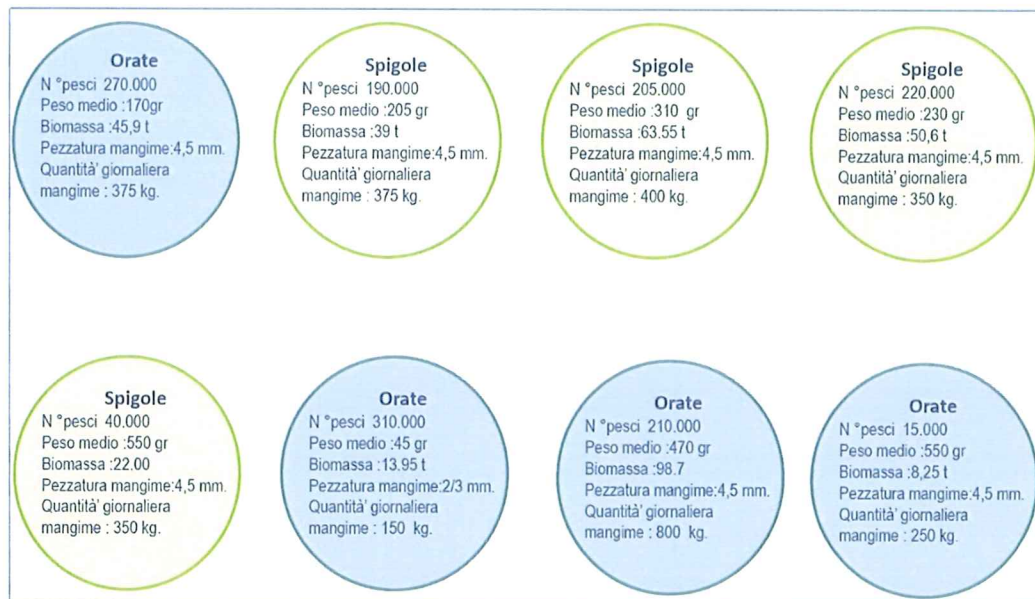 Orate
N °pesci 270.000
Peso medio :170gr
Biomassa :45,9 t
Pezzatura mangime:4,5 mm.
Quantità' giornaliera
mangime : 375 kg.
Spigole
N °pesci 190.000
Peso medio :205 gr
Biomassa :39 t
Pezzatura mangime:4,5 mm.
Quantità' giornaliera
mangime : 375 kg.
Spigole
N °pesci 205.000
Peso medio :310 gr
Biomassa :63.55 t
Pezzatura mangime:4,5 mm.
Quantità' giornaliera
mangime : 400 kg.
Spigole
N °pesci 220.000
Peso medio :230 gr
Biomassa :50,6 t
Pezzatura mangime:4,5 mm.
Quantità' giornaliera
mangime : 350 kg.
Spigole
N °pesci 40.000
Peso medio :550 gr
Biomassa :22.00
Pezzatura mangime:4,5 mm.
Quantità' giornaliera
mangime : 350 kg.
Orate
N °pesci 310.000
Peso medio :45 gr
Biomassa :13.95 t
Pezzatura mangime:2/3 mm.
Quantità' giornaliera
mangime : 150 kg.
Orate
N °pesci 210.000
Peso medio :470 gr
Biomassa :98.7
Pezzatura mangime:4,5 mm.
Quantità' giornaliera
mangime : 800 kg.
Orate
N °pesci 15.000
Peso medio :550 gr
Biomassa :8,25 t
Pezzatura mangime:4,5 mm.
Quantità' giornaliera
mangime : 250 kg.